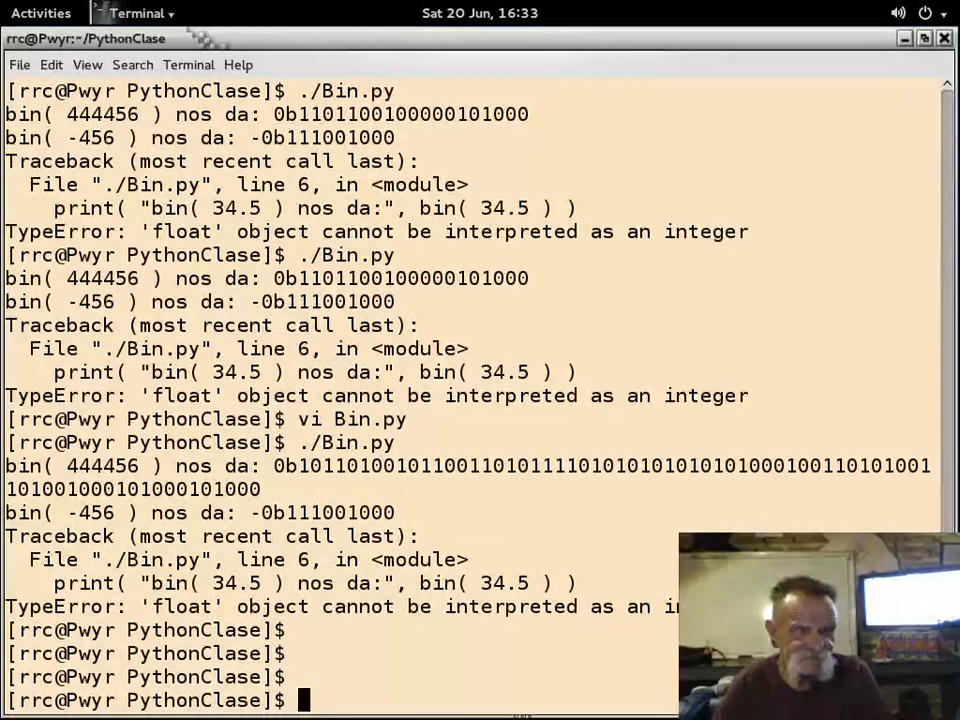 Activities
Terminal
Sat 20 Jun, 16:33
rrc@Pwyr:~/PythonClase
File Edit View Search Terminal Help
[rrc@Pwyr PythonClase]$ ./Bin.py
bin( 444456 ) nos da: 0b1101100100000101000
bin( -456 ) nos da: -0b111001000
Traceback (most recent call last):
  File "./Bin.py", line 6, in <module>
    print( "bin( 34.5 ) nos da:", bin( 34.5 ) )
TypeError: 'float' object cannot be interpreted as an integer
[rrc@Pwyr PythonClase]$ ./Bin.py
bin( 444456 ) nos da: 0b1101100100000101000
bin( -456 ) nos da: -0b111001000
Traceback (most recent call last):
  File "./Bin.py", line 6, in <module>
    print( "bin( 34.5 ) nos da:", bin( 34.5 ) )
TypeError: 'float' object cannot be interpreted as an integer
[rrc@Pwyr PythonClase]$ vi Bin.py
[rrc@Pwyr PythonClase]$ ./Bin.py
bin( 444456 ) nos da: 0b1011010010110011010111101010101010101000100110101001
101001000101000101000
bin( -456 ) nos da: -0b111001000
Traceback (most recent call last):
  File "./Bin.py", line 6, in <module>
    print( "bin( 34.5 ) nos da:", bin( 34.5 ) )
TypeError: 'float' object cannot be interpreted as an i
[rrc@Pwyr PythonClase]$
[rrc@Pwyr PythonClase]$
[rrc@Pwyr PythonClase]$
[rrc@Pwyr PythonClase]$